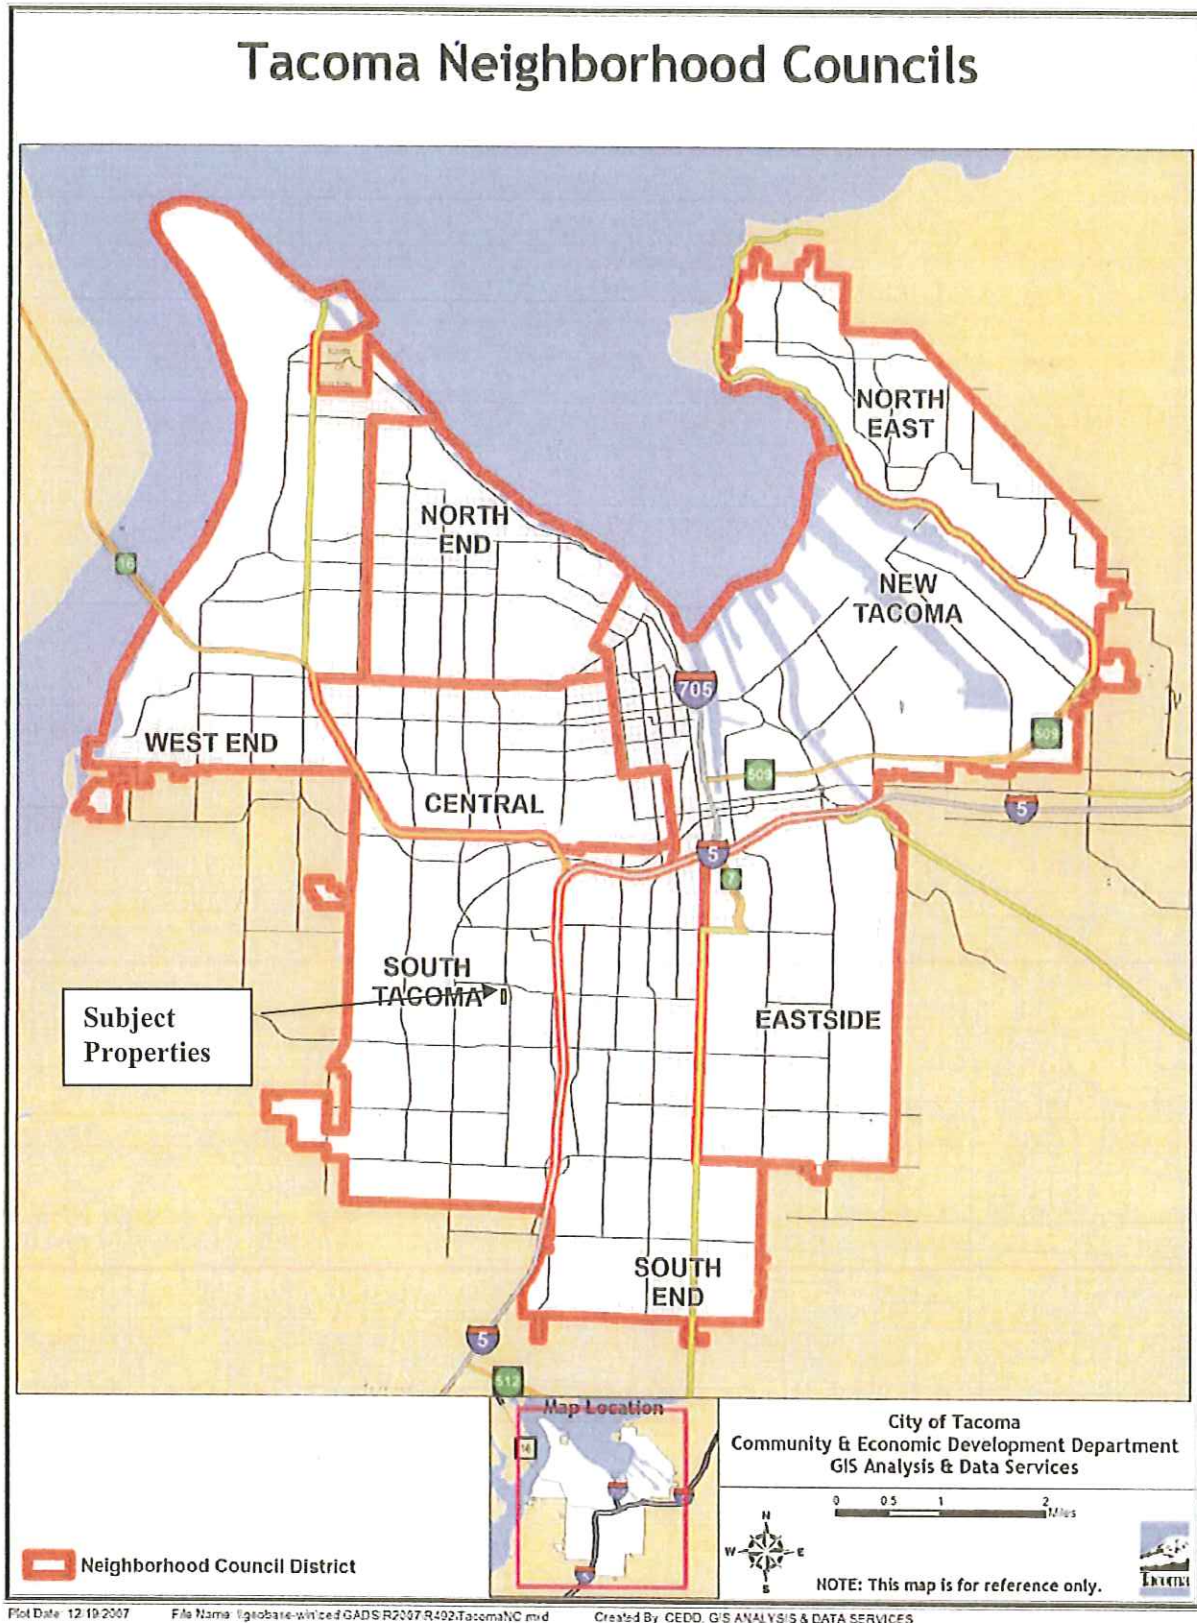 Tacoma Neighborhood Councils
NORTH
EAST
NORTH
END
NEW
TACOMA
16
705
WEST END
509
509
CENTRAL
5
5
7
SOUTH
TACOMA
Subject
Properties
EASTSIDE
SOUTH
END
5
512
Map Location
16
City of Tacoma
Community & Economic Development Department
GIS Analysis & Data Services
0 0.5 1 2
Miles
N
W E
S
Neighborhood Council District
NOTE: This map is for reference only.
Tacoma
Plot Date: 12/19/2007
Created By: CEDD, GIS ANALYSIS & DATA SERVICES